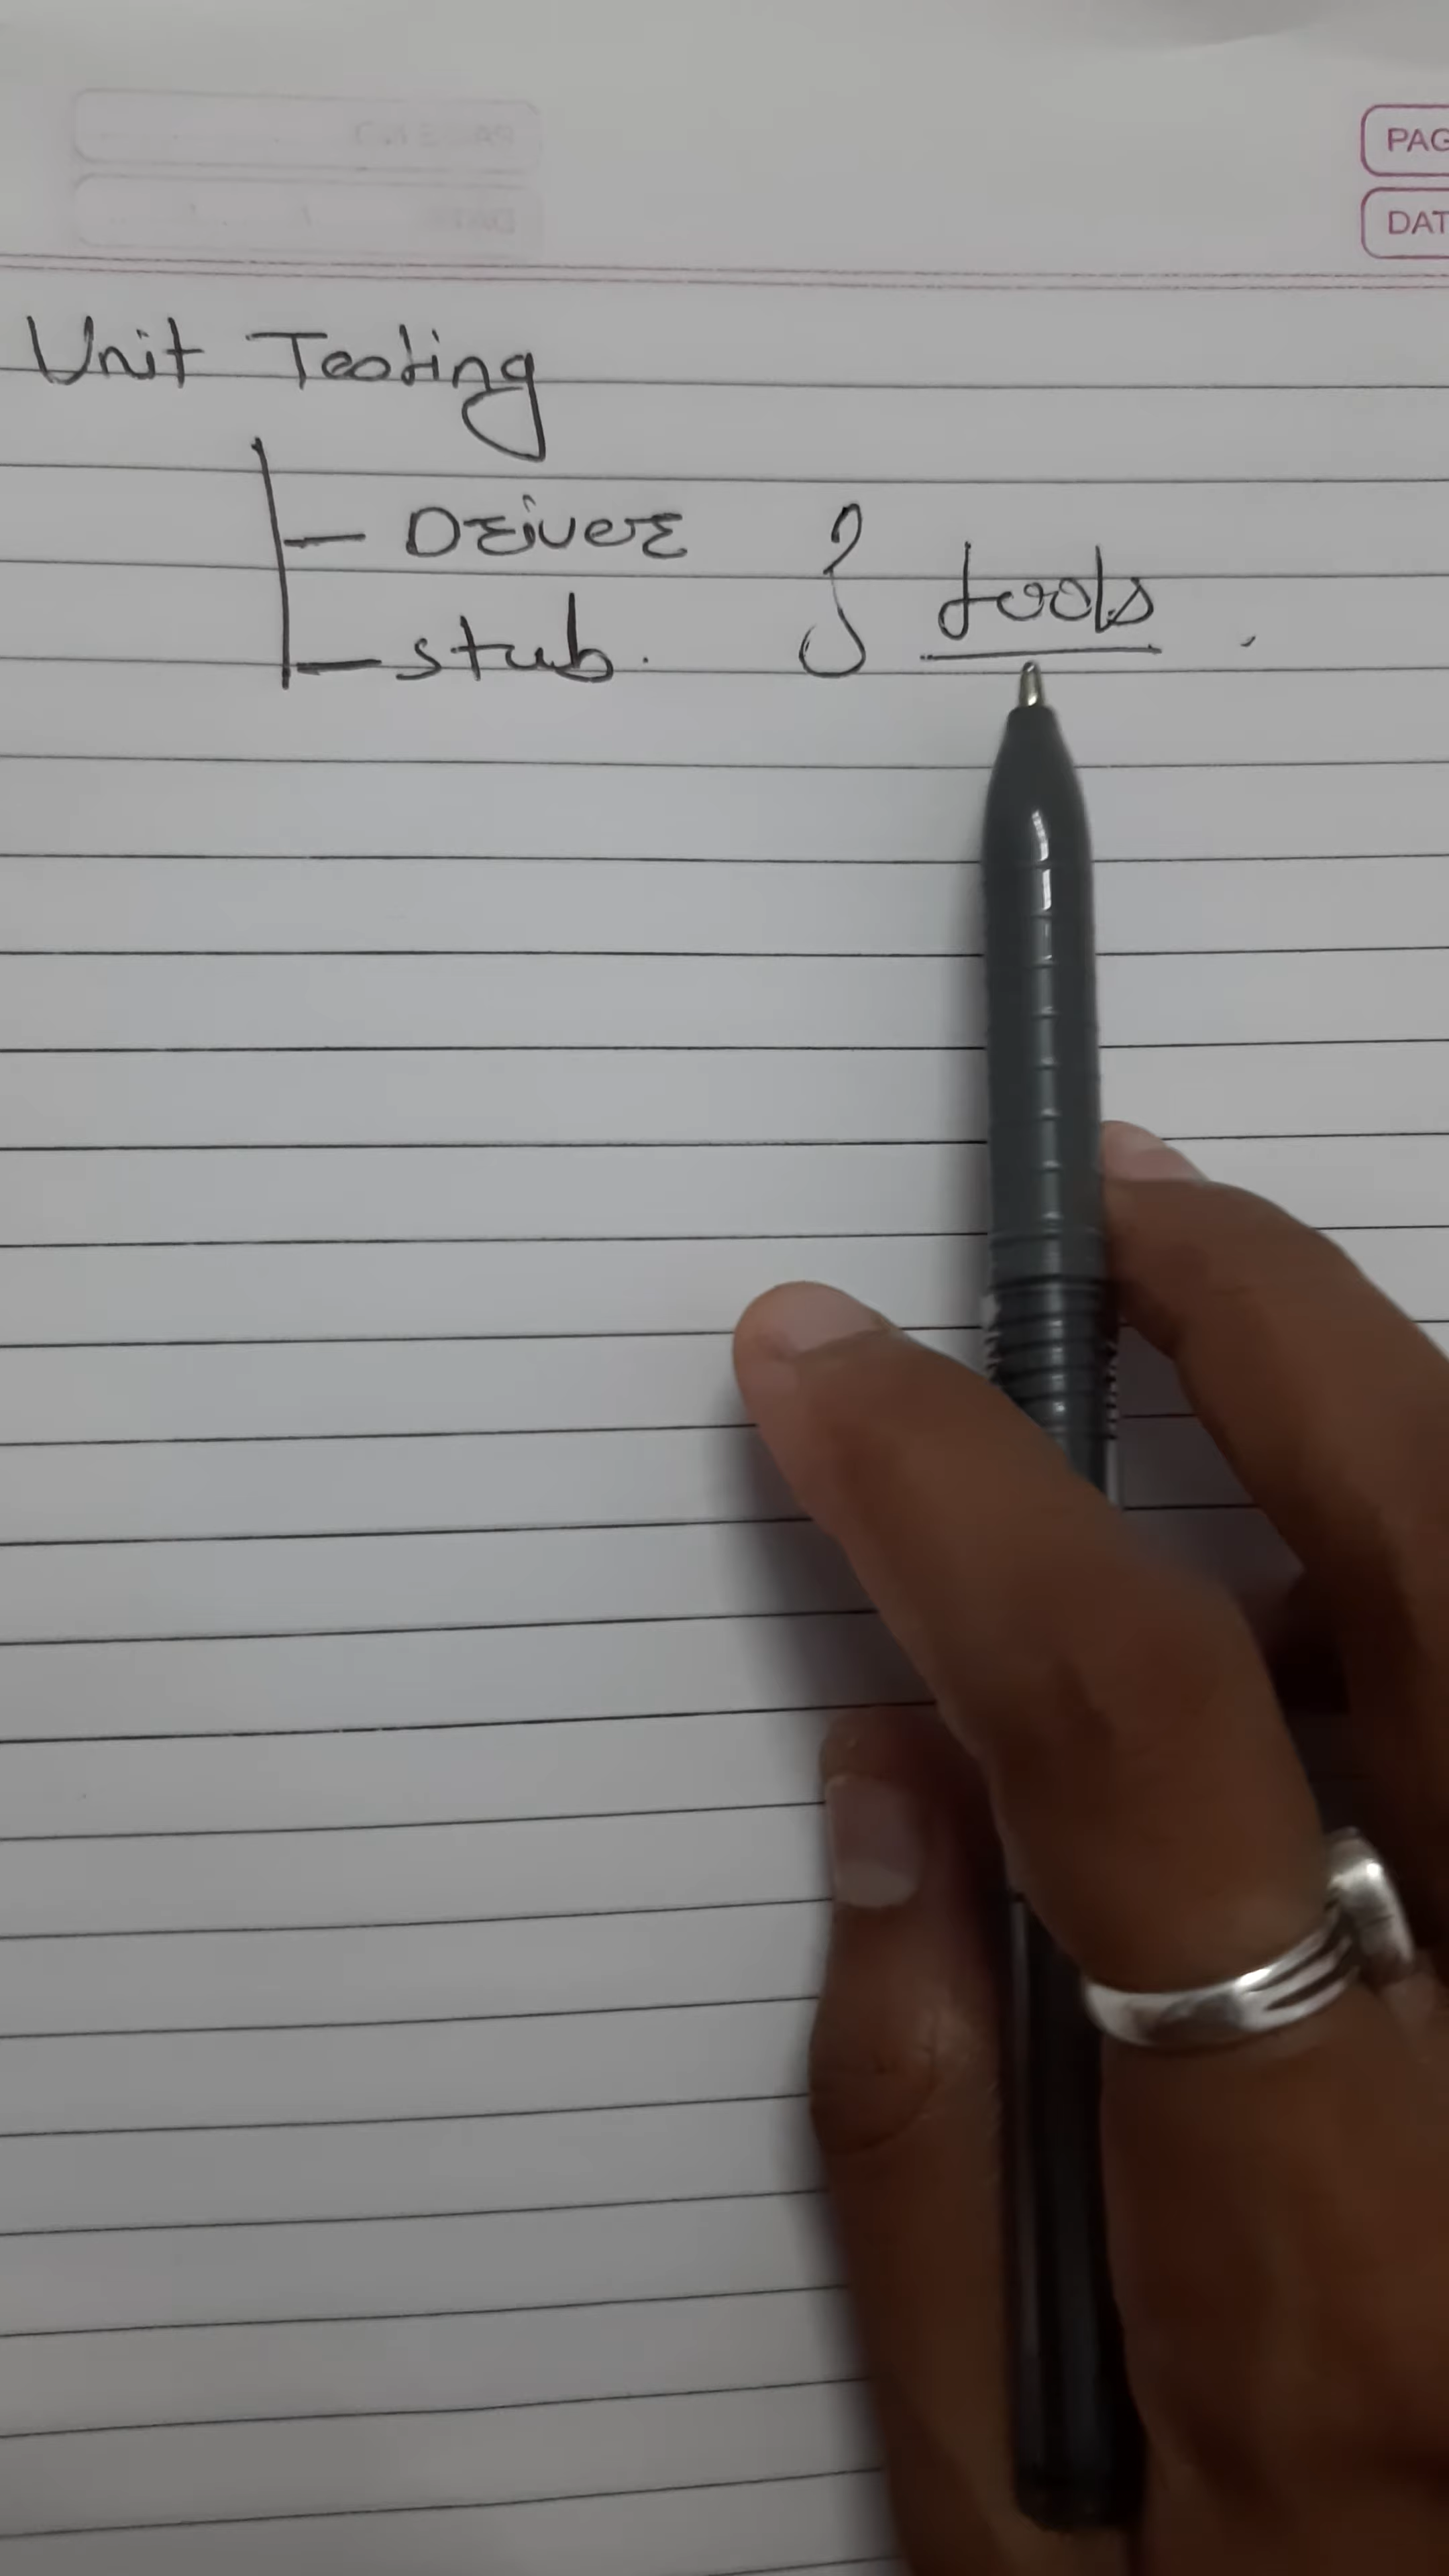 PAG
DAT
Unit Testing
Driver
stub. } tools.